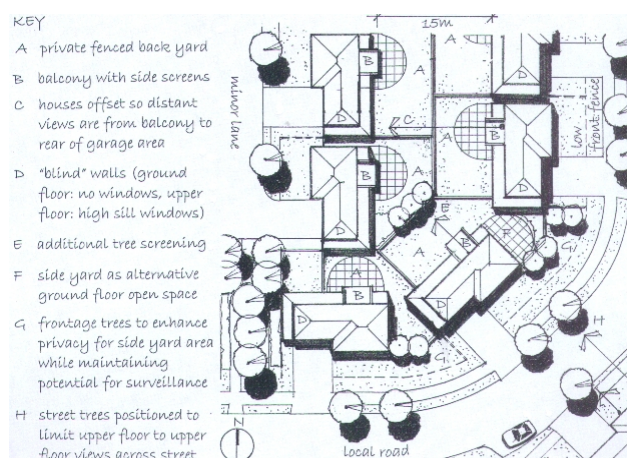 KEY
A private fenced back yard
B balcony with side screens
C houses offset so distant
views are from balcony to
rear of garage area
D "blind" walls (ground
floor: no windows, upper
floor: high sill windows)
E additional tree screening
F side yard as alternative
ground floor open space
G frontage trees to enhance
privacy for side yard area
while maintaining
potential for surveillance
H street trees positioned to
limit upper floor to upper
floor views across street
15m
A
A
B
D
B
A
minor lane
C
D
A
B
low
front fence
A
B
D
D
E
A
B
F
G
A
B
D
D
G
H
N
local road